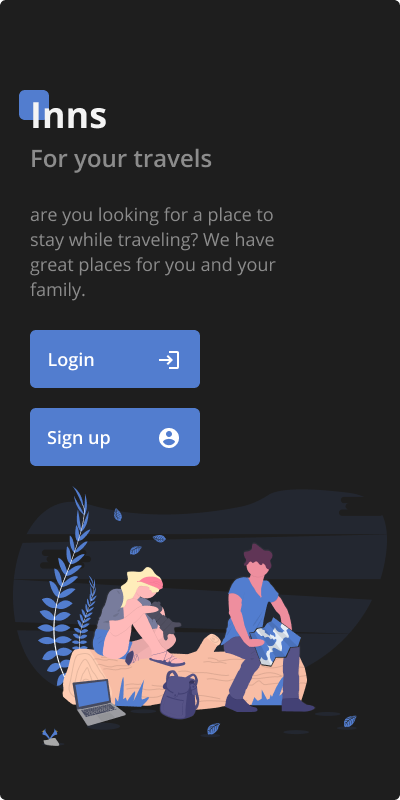 Inns
For your travels
are you looking for a place to
stay while traveling? We have
great places for you and your
family.
Login
Sign up